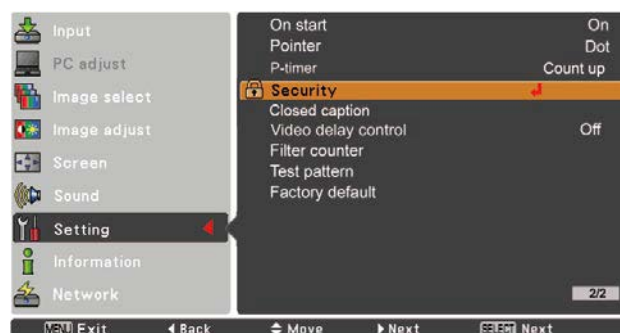 Input
PC adjust
Image select
Image adjust
Screen
Sound
Setting
Information
Network
On start On
Pointer Dot
P-timer Count up
Security
Closed caption
Video delay control Off
Filter counter
Test pattern
Factory default
2/2
MENU Exit Back Move Next SELECT Next